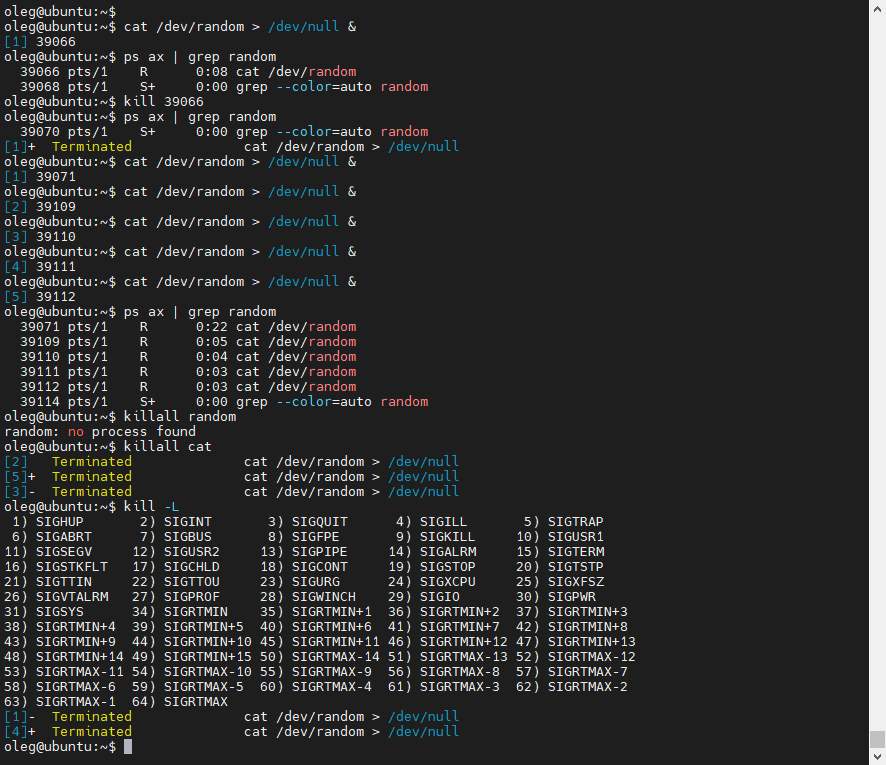 oleg@ubuntu:~$
oleg@ubuntu:~$ cat /dev/random > /dev/null &
[1] 39066
oleg@ubuntu:~$ ps ax | grep random
  39066 pts/1    R      0:08 cat /dev/random
  39068 pts/1    S+     0:00 grep --color=auto random
oleg@ubuntu:~$ kill 39066
oleg@ubuntu:~$ ps ax | grep random
  39070 pts/1    S+     0:00 grep --color=auto random
[1]+  Terminated              cat /dev/random > /dev/null
oleg@ubuntu:~$ cat /dev/random > /dev/null &
[1] 39071
oleg@ubuntu:~$ cat /dev/random > /dev/null &
[2] 39109
oleg@ubuntu:~$ cat /dev/random > /dev/null &
[3] 39110
oleg@ubuntu:~$ cat /dev/random > /dev/null &
[4] 39111
oleg@ubuntu:~$ cat /dev/random > /dev/null &
[5] 39112
oleg@ubuntu:~$ ps ax | grep random
  39071 pts/1    R      0:22 cat /dev/random
  39109 pts/1    R      0:05 cat /dev/random
  39110 pts/1    R      0:04 cat /dev/random
  39111 pts/1    R      0:03 cat /dev/random
  39112 pts/1    R      0:03 cat /dev/random
  39114 pts/1    S+     0:00 grep --color=auto random
oleg@ubuntu:~$ killall random
random: no process found
oleg@ubuntu:~$ killall cat
[2]   Terminated              cat /dev/random > /dev/null
[5]+  Terminated              cat /dev/random > /dev/null
[3]-  Terminated              cat /dev/random > /dev/null
oleg@ubuntu:~$ kill -L
 1) SIGHUP       2) SIGINT       3) SIGQUIT      4) SIGILL       5) SIGTRAP
 6) SIGABRT      7) SIGBUS       8) SIGFPE       9) SIGKILL     10) SIGUSR1
11) SIGSEGV     12) SIGUSR2     13) SIGPIPE     14) SIGALRM     15) SIGTERM
16) SIGSTKFLT   17) SIGCHLD     18) SIGCONT     19) SIGSTOP     20) SIGTSTP
21) SIGTTIN     22) SIGTTOU     23) SIGURG      24) SIGXCPU     25) SIGXFSZ
26) SIGVTALRM   27) SIGPROF     28) SIGWINCH    29) SIGIO       30) SIGPWR
31) SIGSYS      34) SIGRTMIN    35) SIGRTMIN+1  36) SIGRTMIN+2  37) SIGRTMIN+3
38) SIGRTMIN+4  39) SIGRTMIN+5  40) SIGRTMIN+6  41) SIGRTMIN+7  42) SIGRTMIN+8
43) SIGRTMIN+9  44) SIGRTMIN+10 45) SIGRTMIN+11 46) SIGRTMIN+12 47) SIGRTMIN+13
48) SIGRTMIN+14 49) SIGRTMIN+15 50) SIGRTMAX-14 51) SIGRTMAX-13 52) SIGRTMAX-12
53) SIGRTMAX-11 54) SIGRTMAX-10 55) SIGRTMAX-9  56) SIGRTMAX-8  57) SIGRTMAX-7
58) SIGRTMAX-6  59) SIGRTMAX-5  60) SIGRTMAX-4  61) SIGRTMAX-3  62) SIGRTMAX-2
63) SIGRTMAX-1  64) SIGRTMAX
[1]-  Terminated              cat /dev/random > /dev/null
[4]+  Terminated              cat /dev/random > /dev/null
oleg@ubuntu:~$